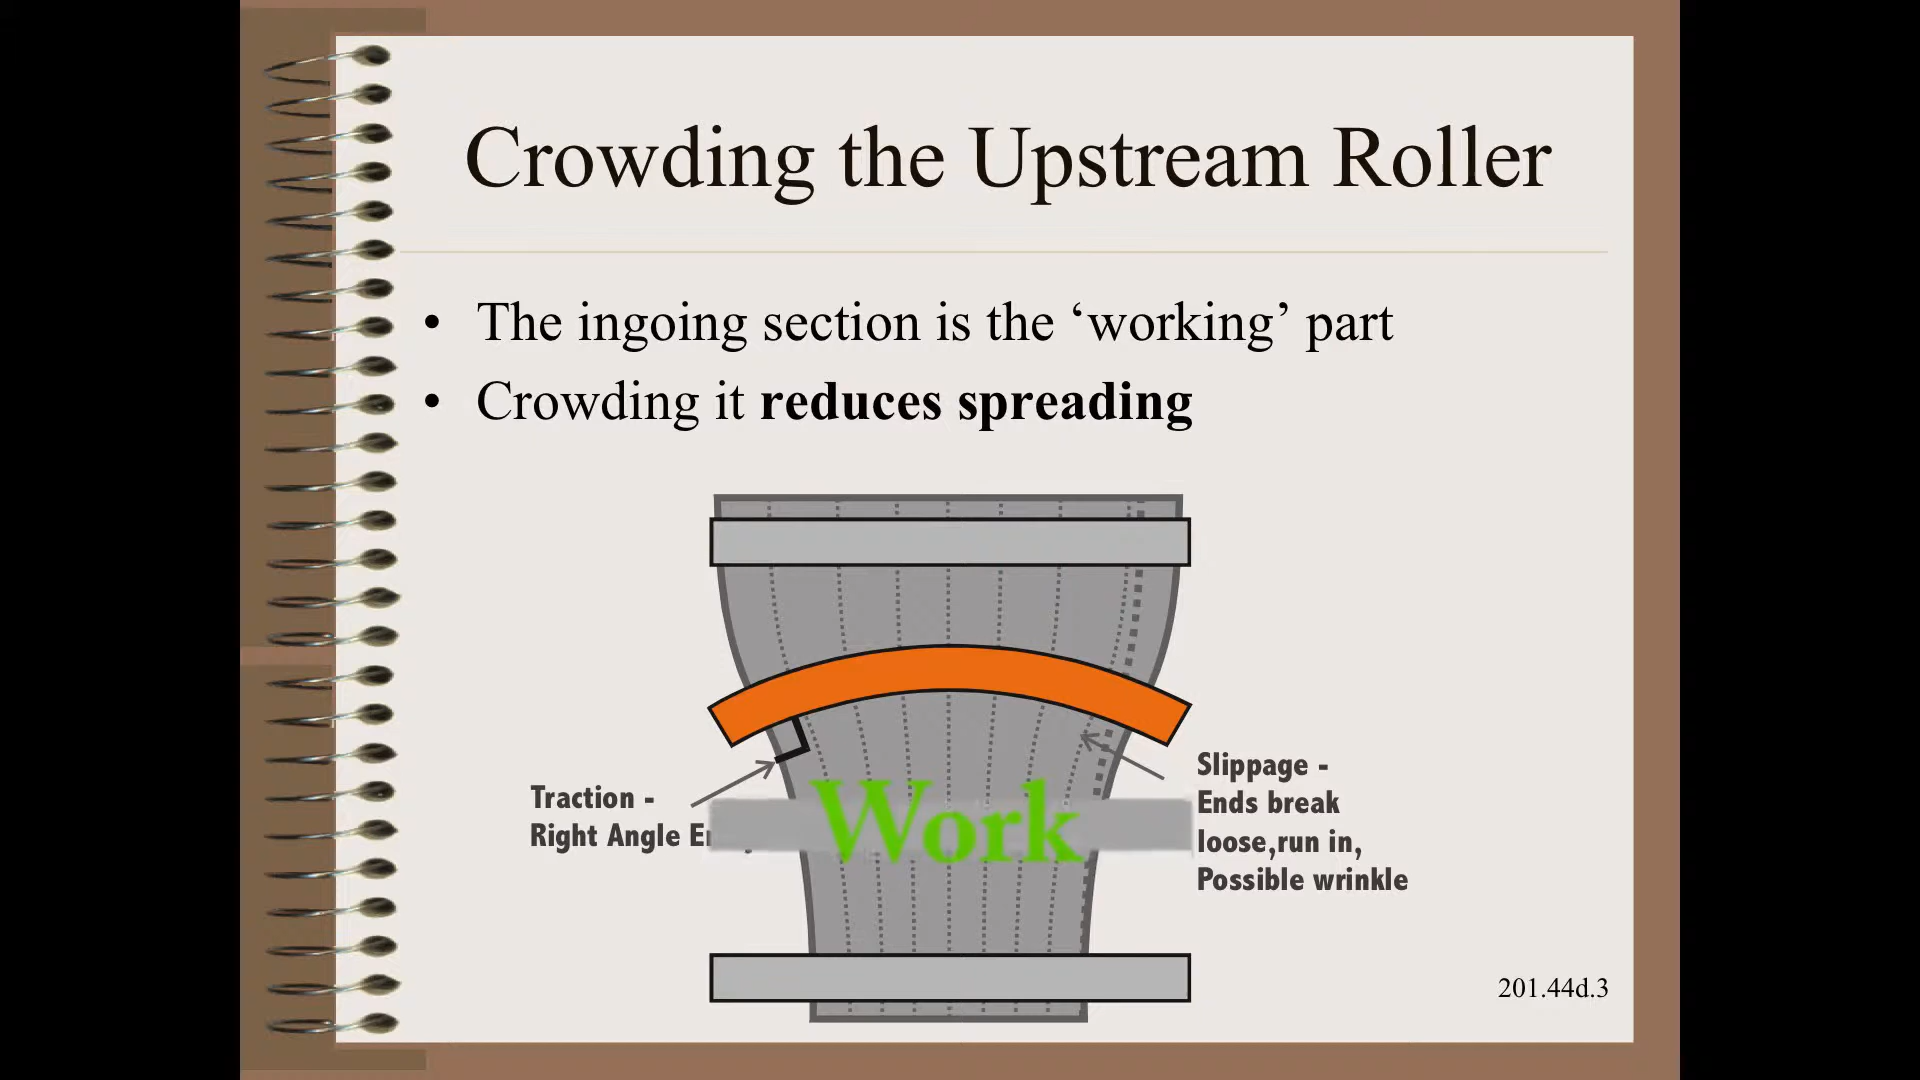 Crowding the Upstream Roller
• The ingoing section is the ‘working’ part
• Crowding it reduces spreading
Traction -
Right Angle
Work
Slippage -
Ends break
loose,run in,
Possible wrinkle
201.44d.3